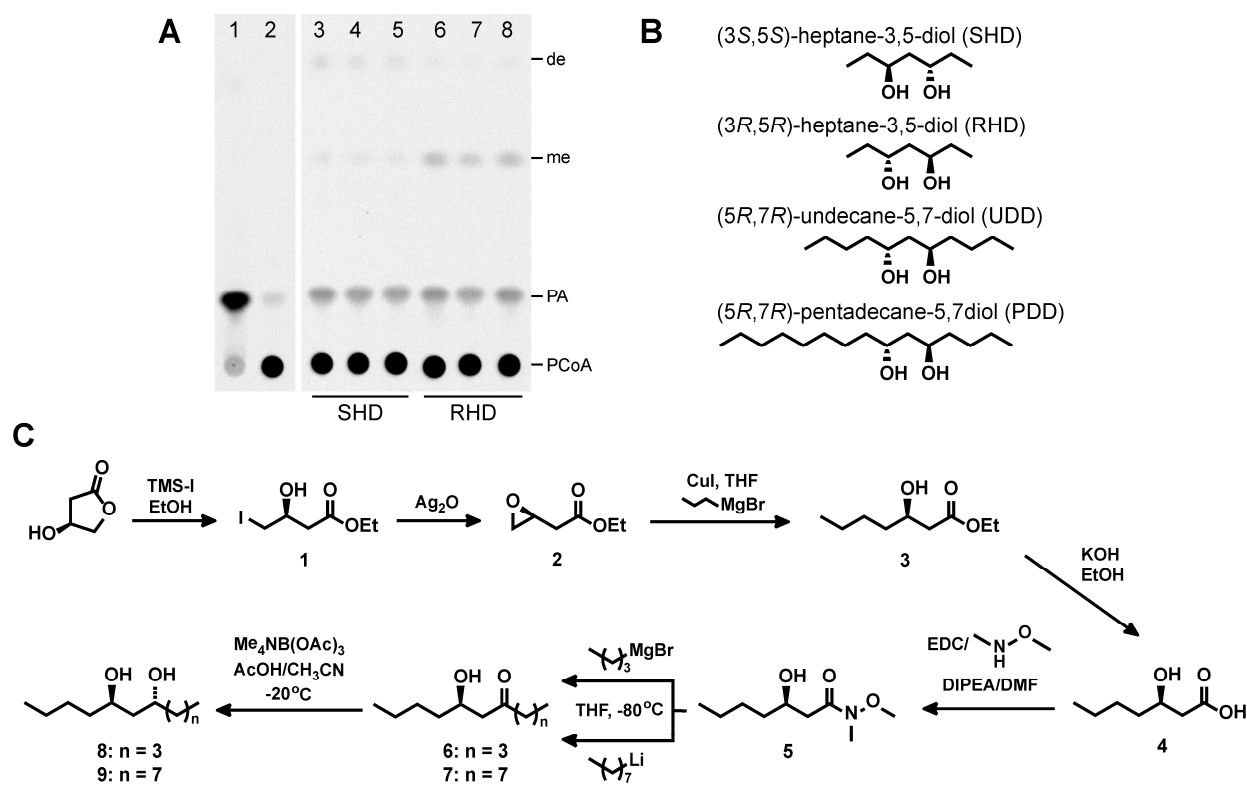 A
1 2 3 4 5 6 7 8
de
me
PA
PCoA
SHD RHD
B
(3S,5S)-heptane-3,5-diol (SHD)
OH OH
(3R,5R)-heptane-3,5-diol (RHD)
OH OH
(5R,7R)-undecane-5,7-diol (UDD)
OH OH
(5R,7R)-pentadecane-5,7diol (PDD)
OH OH
C
O
O
HO
TMS-I
EtOH
OH O
I OEt
1
Ag2O
O O
OEt
2
CuI, THF
MgBr
OH O
OEt
3
KOH
EtOH
OH O
OH
4
EDC/ N O
H
DIPEA/DMF
OH O
N O
5
MgBr
3
THF, -80°C
Li
7
OH O
n
6: n = 3
7: n = 7
Me4NB(OAc)3
AcOH/CH3CN
-20°C
OH OH
n
8: n = 3
9: n = 7